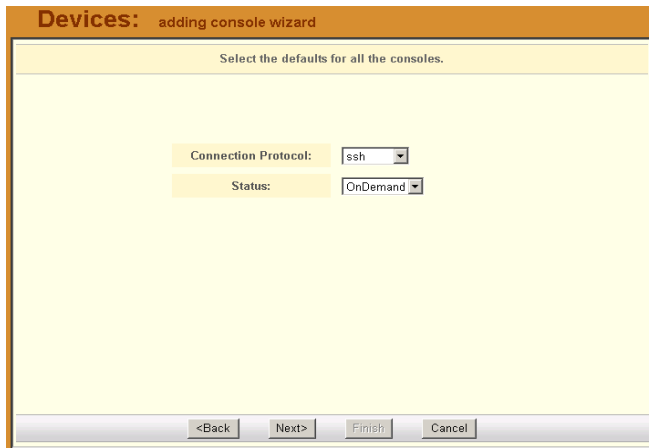 Devices: adding console wizard
Select the defaults for all the consoles.
Connection Protocol: ssh
Status: OnDemand
<Back Next> Finish Cancel